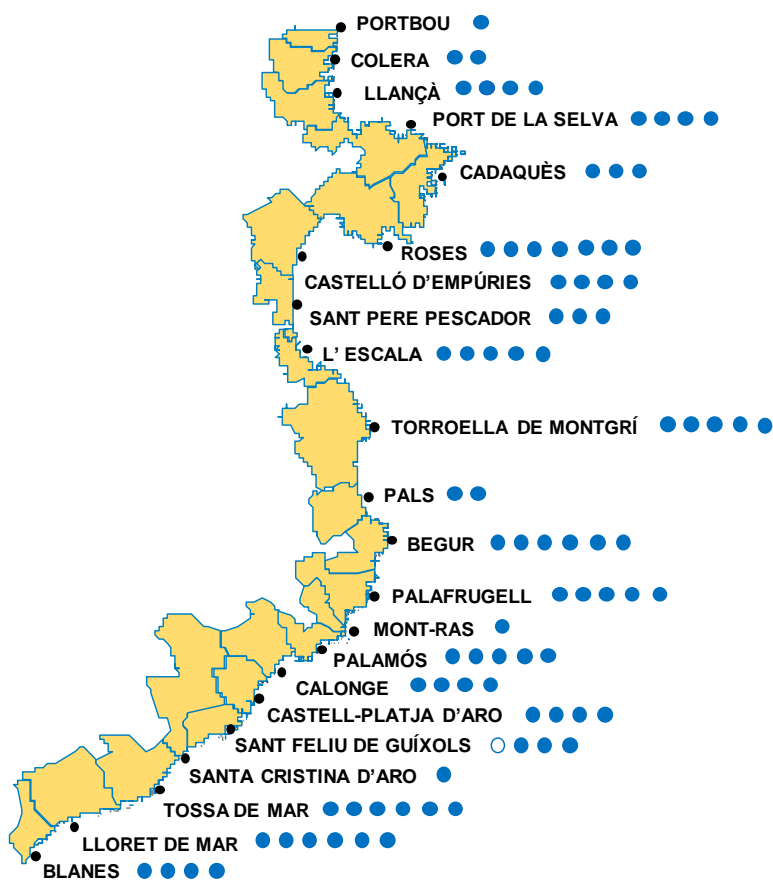 PORTBOU
COLERA
LLANÇÀ
PORT DE LA SELVA
CADAQUÈS
ROSES
CASTELLÓ D'EMPÚRIES
SANT PERE PESCADOR
L' ESCALA
TORROELLA DE MONTGRÍ
PALS
BEGUR
PALAFRUGELL
MONT-RAS
PALAMÓS
CALONGE
CASTELL-PLATJA D'ARO
SANT FELIU DE GUÍXOLS
SANTA CRISTINA D'ARO
TOSSA DE MAR
LLORET DE MAR
BLANES